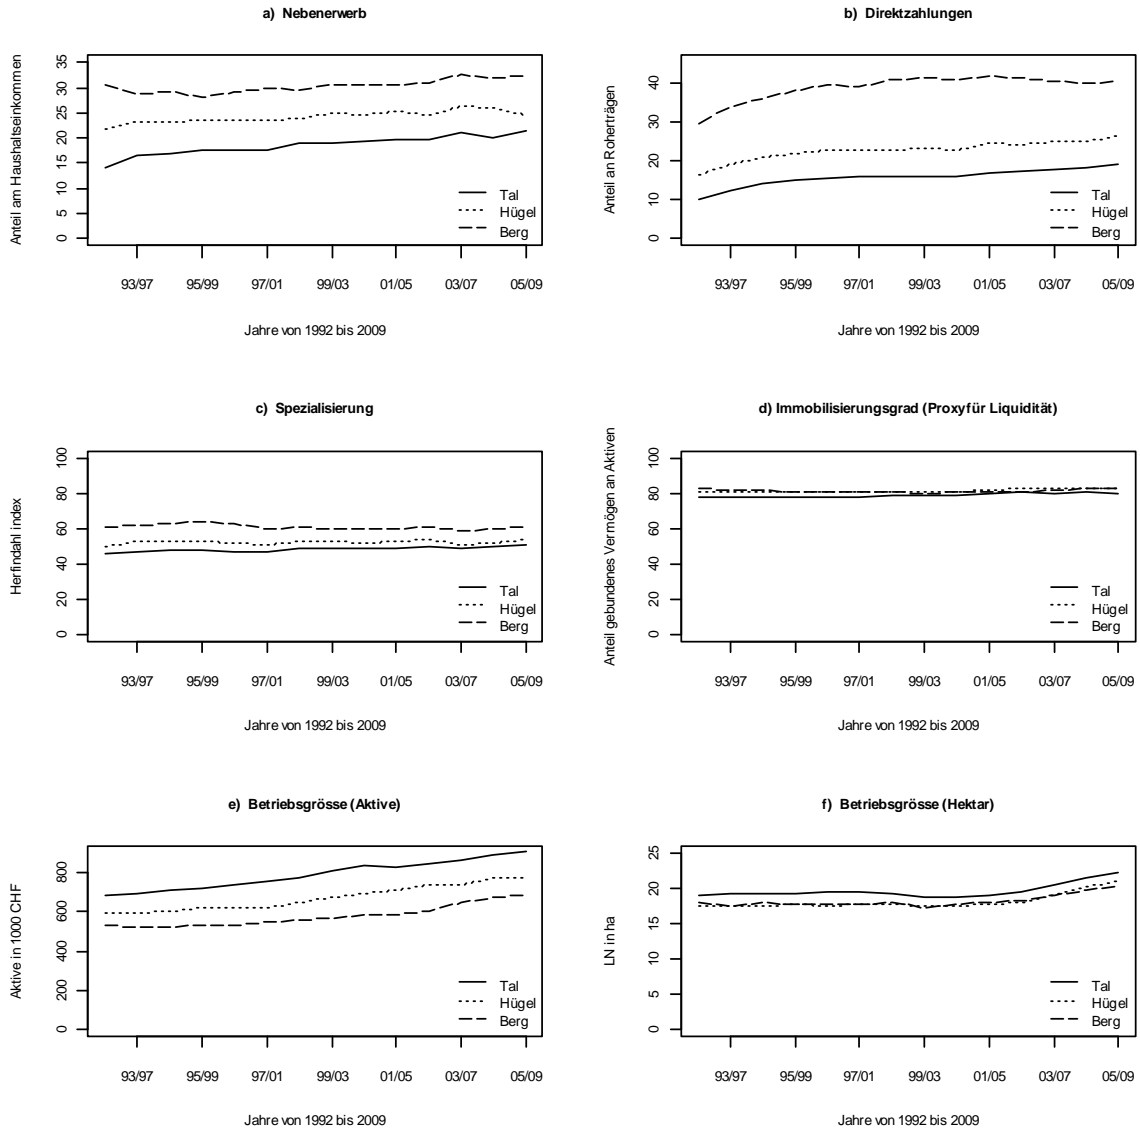 a) Nebenerwerb
Anteil am Haushaltseinkommen
35
30
25
20
15
10
5
0
Tal
Hügel
Berg
93/97 95/99 97/01 99/03 01/05 03/07 05/09
Jahre von 1992 bis 2009
b) Direktzahlungen
Anteil an Roherträgen
40
30
20
10
0
Tal
Hügel
Berg
93/97 95/99 97/01 99/03 01/05 03/07 05/09
Jahre von 1992 bis 2009
c) Spezialisierung
Herfindahl index
100
80
60
40
20
0
Tal
Hügel
Berg
93/97 95/99 97/01 99/03 01/05 03/07 05/09
Jahre von 1992 bis 2009
d) Immobilisierungsgrad (Proxy für Liquidität)
Anteil gebundenes Vermögen an Aktiven
100
80
60
40
20
0
Tal
Hügel
Berg
93/97 95/99 97/01 99/03 01/05 03/07 05/09
Jahre von 1992 bis 2009
e) Betriebsgrösse (Aktive)
Aktive in 1000 CHF
800
600
400
200
0
Tal
Hügel
Berg
93/97 95/99 97/01 99/03 01/05 03/07 05/09
Jahre von 1992 bis 2009
f) Betriebsgrösse (Hektar)
LN in ha
25
20
15
10
5
0
Tal
Hügel
Berg
93/97 95/99 97/01 99/03 01/05 03/07 05/09
Jahre von 1992 bis 2009